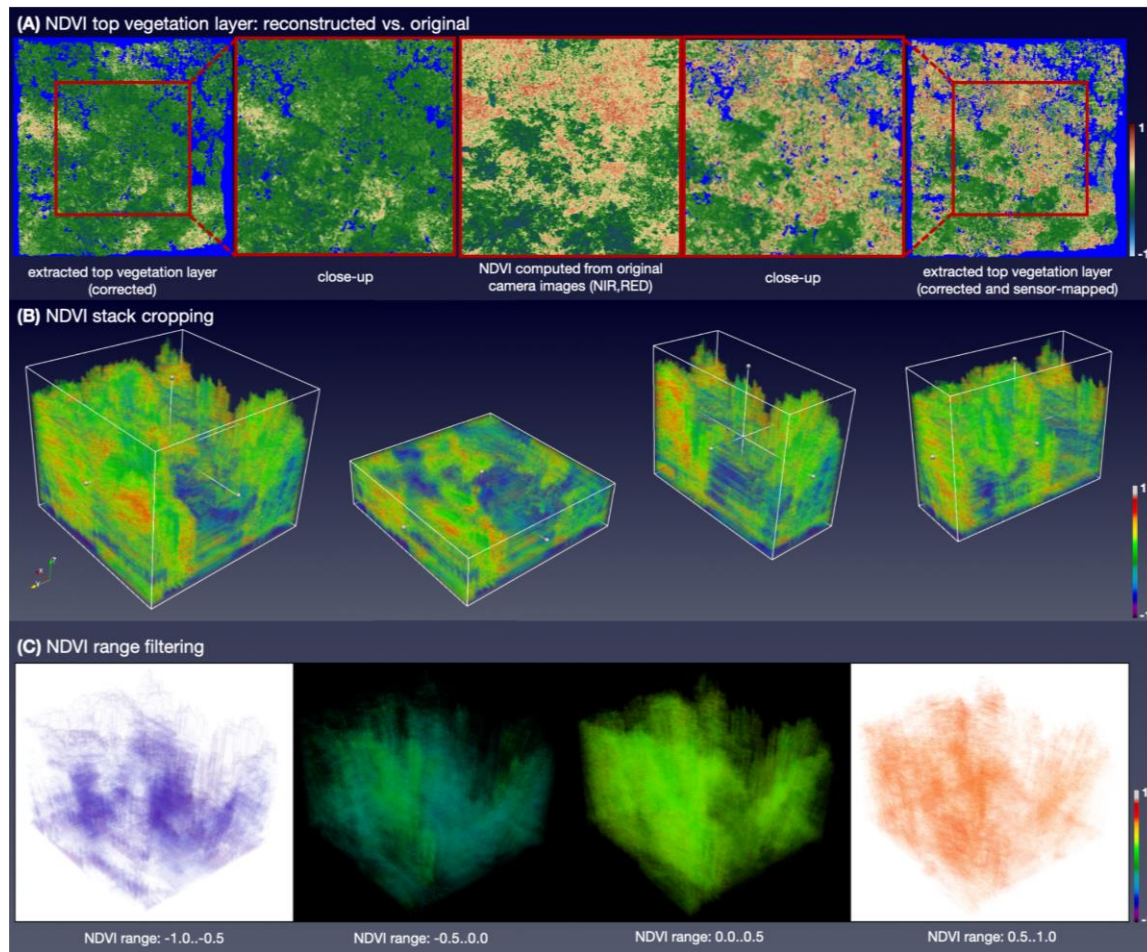 (A) NDVI top vegetation layer: reconstructed vs. original
1
-1
extracted top vegetation layer
(corrected)
close-up
NDVI computed from original
camera images (NIR,RED)
close-up
extracted top vegetation layer
(corrected and sensor-mapped)
(B) NDVI stack cropping
1
-1
(C) NDVI range filtering
1
-1
NDVI range: -1.0..-0.5
NDVI range: -0.5..0.0
NDVI range: 0.0..0.5
NDVI range: 0.5..1.0